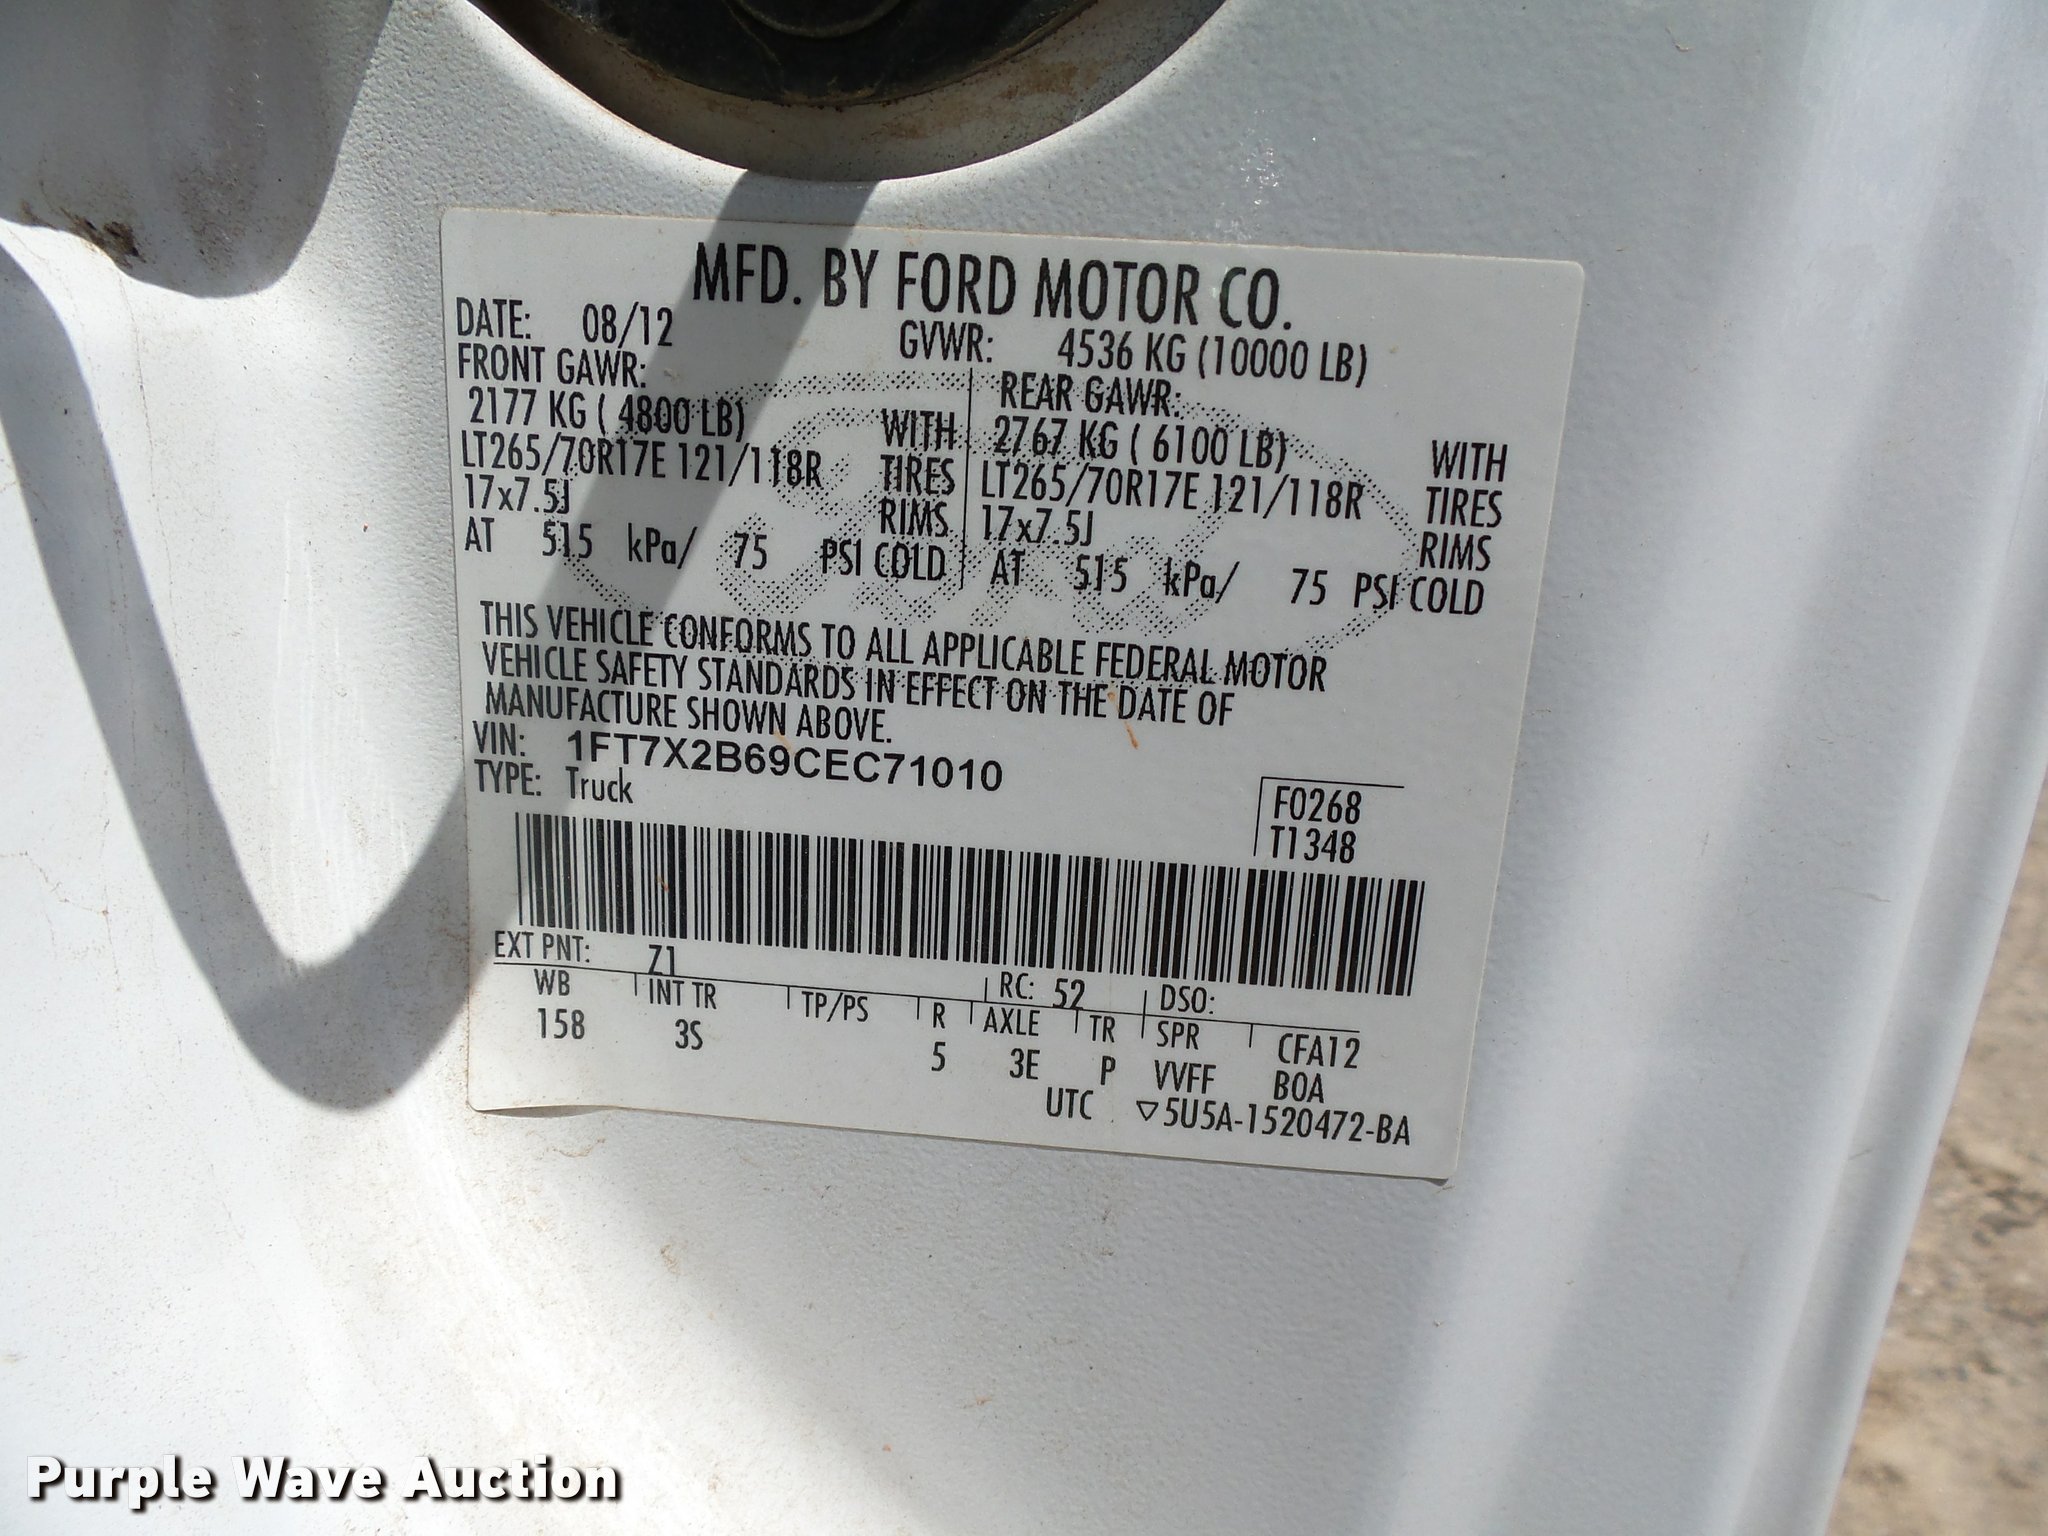 MFD. BY FORD MOTOR CO.
DATE: 08/12 GVWR: 4536 KG (10000 LB)
FRONT GAWR: REAR GAWR:
2177 KG ( 4800 LB) WITH 2767 KG ( 6100 LB) WITH
LT265/70R17E 121/118R TIRES LT265/70R17E 121/118R TIRES
17x7.5J RIMS 17x7.5J RIMS
AT 515 kPa/ 75 PSI COLD AT 515 kPa/ 75 PSI COLD
THIS VEHICLE CONFORMS TO ALL APPLICABLE FEDERAL MOTOR
VEHICLE SAFETY STANDARDS IN EFFECT ON THE DATE OF
MANUFACTURE SHOWN ABOVE.
VIN: 1FT7X2B69CEC71010
TYPE: Truck
F0268
T1348
EXT PNT: Z1 RC: 52 DSO:
WB INT TR TP/PS R AXLE TR SPR CFA12
158 3S 5 3E P VVFF BOA
UTC ▽5U5A-1520472-BA
Ford
Purple Wave Auction